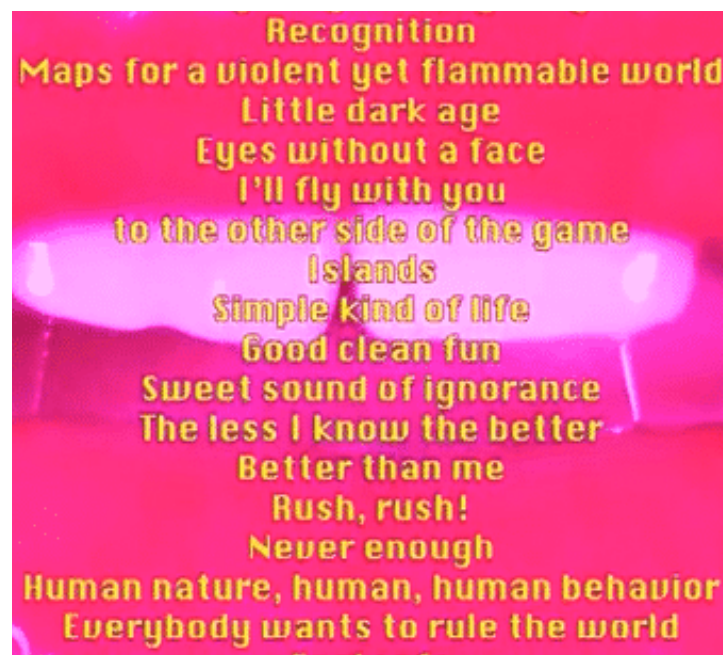 Recognition
Maps for a violent yet flammable world
Little dark age
Eyes without a face
I'll fly with you
to the other side of the game
Islands
Simple kind of life
Good clean fun
Sweet sound of ignorance
The less I know the better
Better than me
Rush, rush!
Never enough
Human nature, human, human behavior
Everybody wants to rule the world